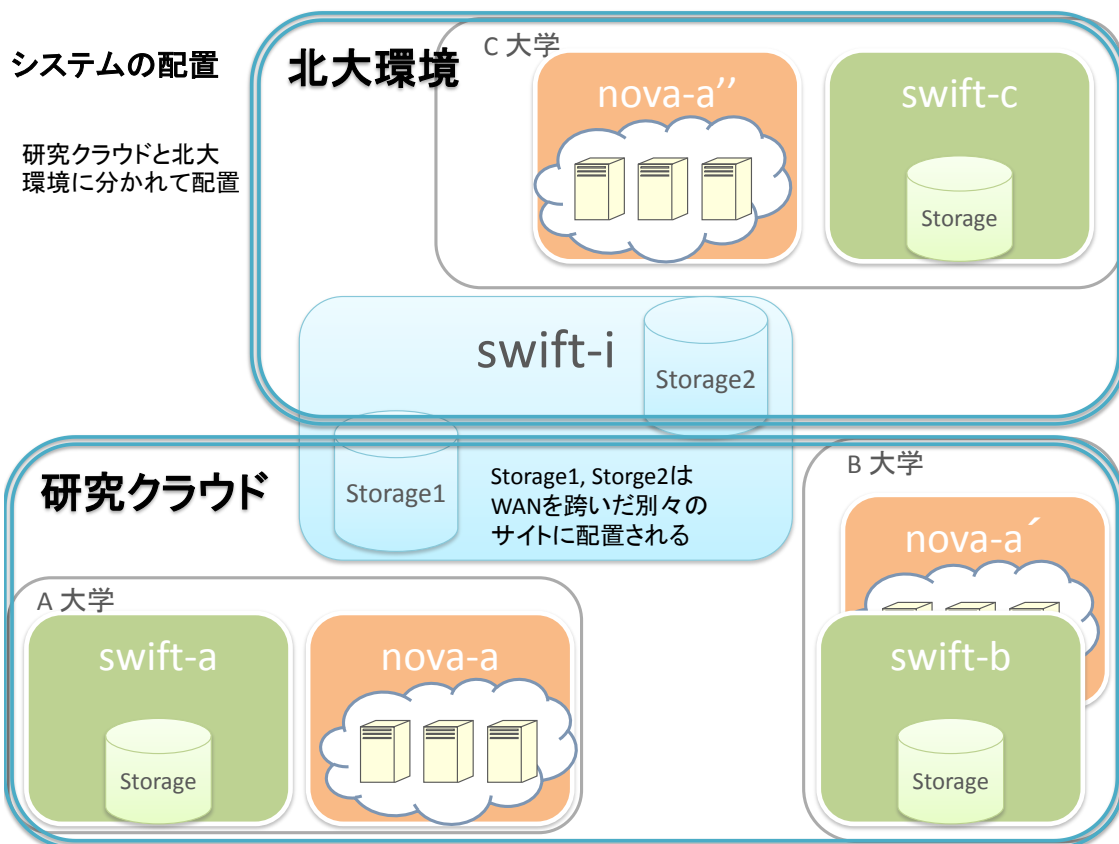 システムの配置
研究クラウドと北大
環境に分かれて配置
北大環境
C 大学
nova-a’’
swift-c
Storage
swift-i
Storage2
Storage1
Storage1, Storge2は
WANを跨いだ別々の
サイトに配置される
研究クラウド
A 大学
swift-a
Storage
nova-a
B 大学
nova-a´
swift-b
Storage